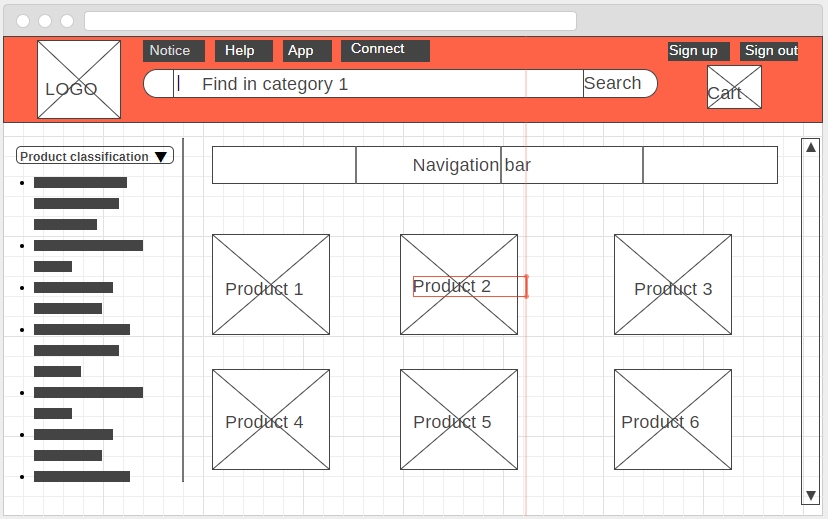 Notice Help App Connect Sign up Sign out
LOGO Find in category 1 Search Cart
Product classification
Navigation bar
Product 1 Product 2 Product 3
Product 4 Product 5 Product 6